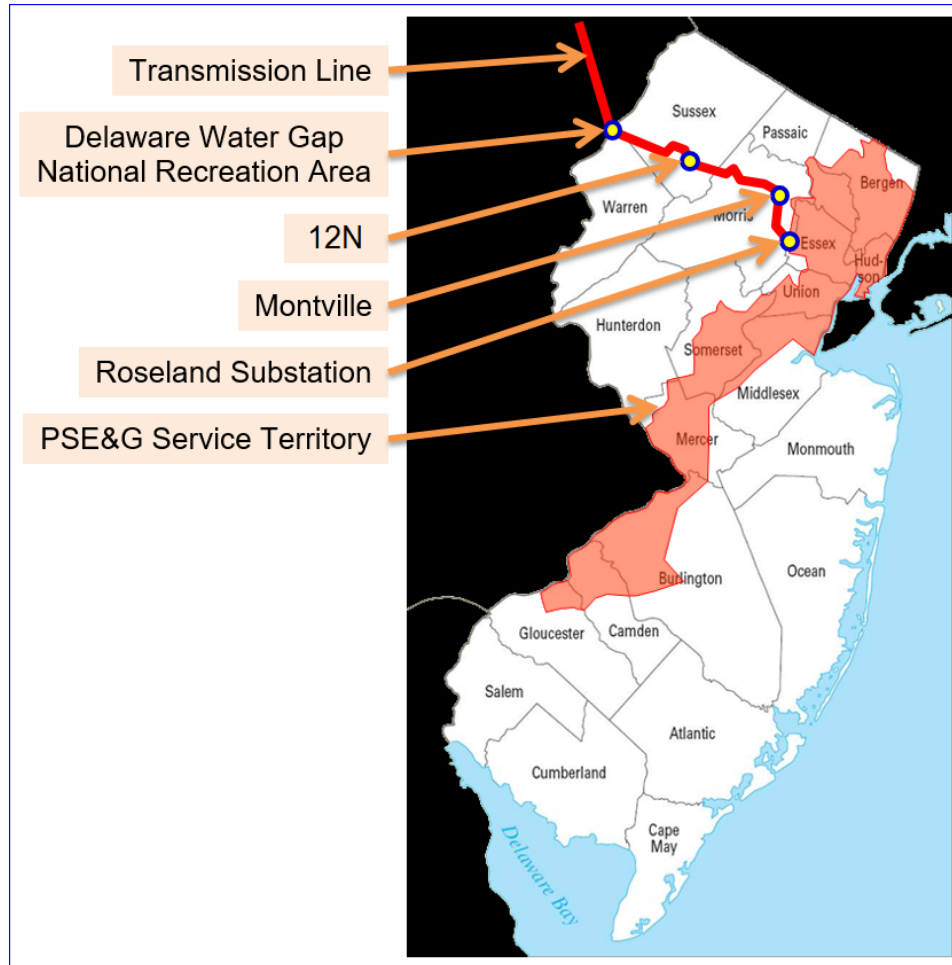 Transmission Line
Delaware Water Gap
National Recreation Area
12N
Montville
Roseland Substation
PSE&G Service Territory
Sussex
Passaic
Bergen
Warren
Morris
Essex
Hud-
son
Union
Hunterdon
Somerset
Middlesex
Mercer
Monmouth
Ocean
Burlington
Gloucester
Camden
Salem
Atlantic
Cumberland
Cape
May
Delaware Bay